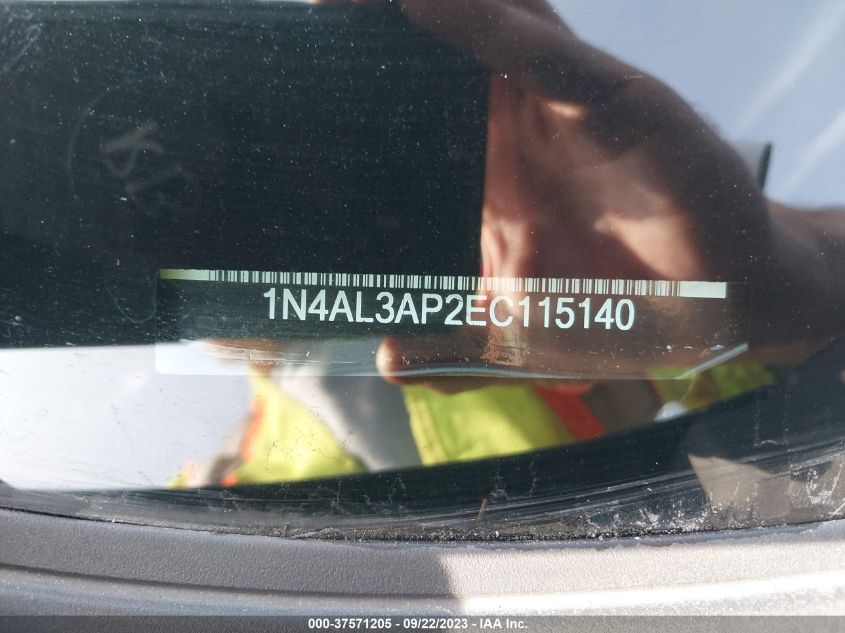 1N4AL3AP2EC115140
000-37571205 - 09/22/2023 - IAA Inc.